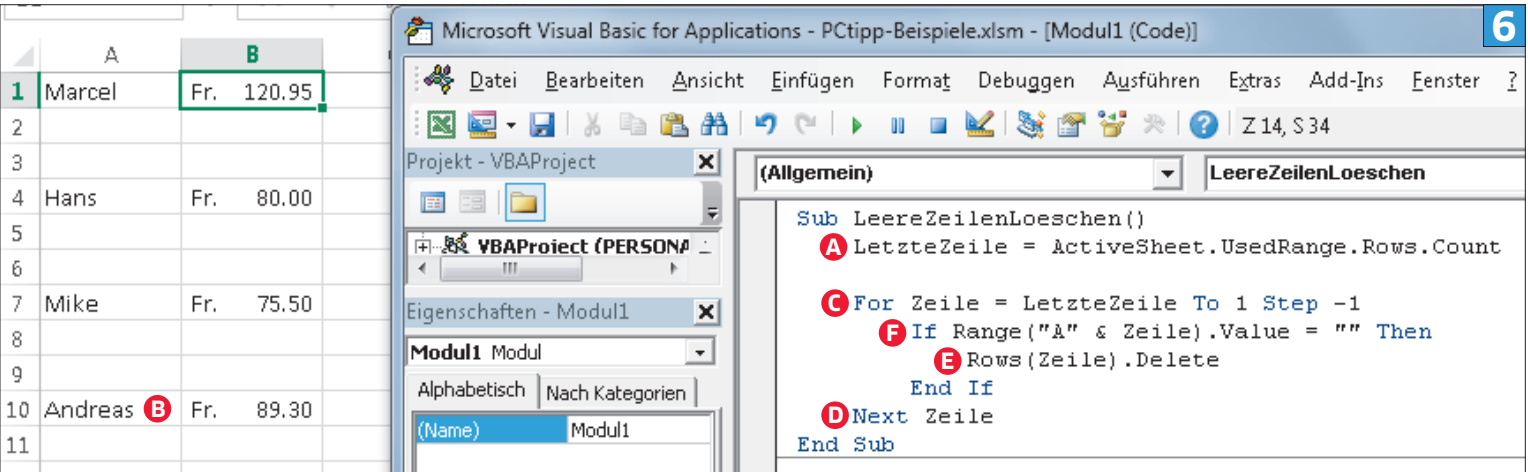 A B
1 Marcel Fr. 120.95
2
3
4 Hans Fr. 80.00
5
6
7 Mike Fr. 75.50
8
9
10 Andreas B Fr. 89.30
11
Microsoft Visual Basic for Applications - PCtipp-Beispiele.xlsm - [Modul1 (Code)]
6
Datei Bearbeiten Ansicht Einfügen Format Debuggen Ausführen Extras Add-Ins Fenster ?
Z 14, S 34
Projekt - VBAProject
VBAProject (PERSONA
Eigenschaften - Modul1
Modul1 Modul
Alphabetisch Nach Kategorien
(Name) Modul1
(Allgemein) LeereZeilenLoeschen
Sub LeereZeilenLoeschen()
A LetzteZeile = ActiveSheet.UsedRange.Rows.Count
C For Zeile = LetzteZeile To 1 Step -1
F If Range("A" & Zeile).Value = "" Then
E Rows(Zeile).Delete
End If
D Next Zeile
End Sub